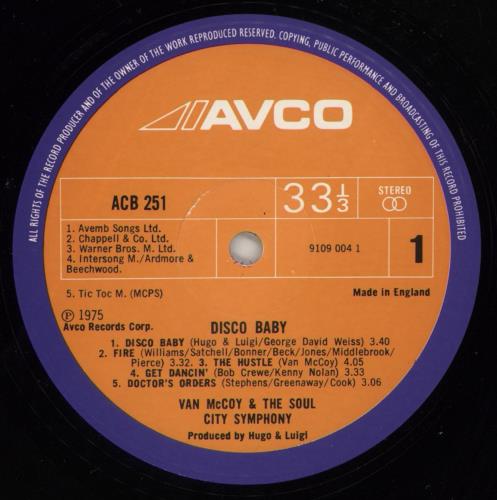 ALL RIGHTS OF THE RECORD PRODUCER AND OF THE OWNER OF THE WORK REPRODUCED RESERVED. COPYING, PUBLIC PERFORMANCE AND BROADCASTING OF THIS RECORD PROHIBITED
AVCO
ACB 251
33 1/3
STEREO
1. Avemb Songs Ltd.
2. Chappell & Co. Ltd.
3. Warner Bros. M. Ltd.
4. Intersong M./Ardmore &
Beechwood.
9109 004 1
1
5. Tic Toc M. (MCPS)
Made in England
Ⓟ 1975
Avco Records Corp.
DISCO BABY
1. DISCO BABY (Hugo & Luigi/George David Weiss) 3.40
2. FIRE (Williams/Satchell/Bonner/Beck/Jones/Middlebrook/
Pierce) 3.32. 3. THE HUSTLE (Van McCoy) 4.05
4. GET DANCIN' (Bob Crewe/Kenny Nolan) 3.33
5. DOCTOR'S ORDERS (Stephens/Greenaway/Cook) 3.06
VAN McCOY & THE SOUL
CITY SYMPHONY
Produced by Hugo & Luigi